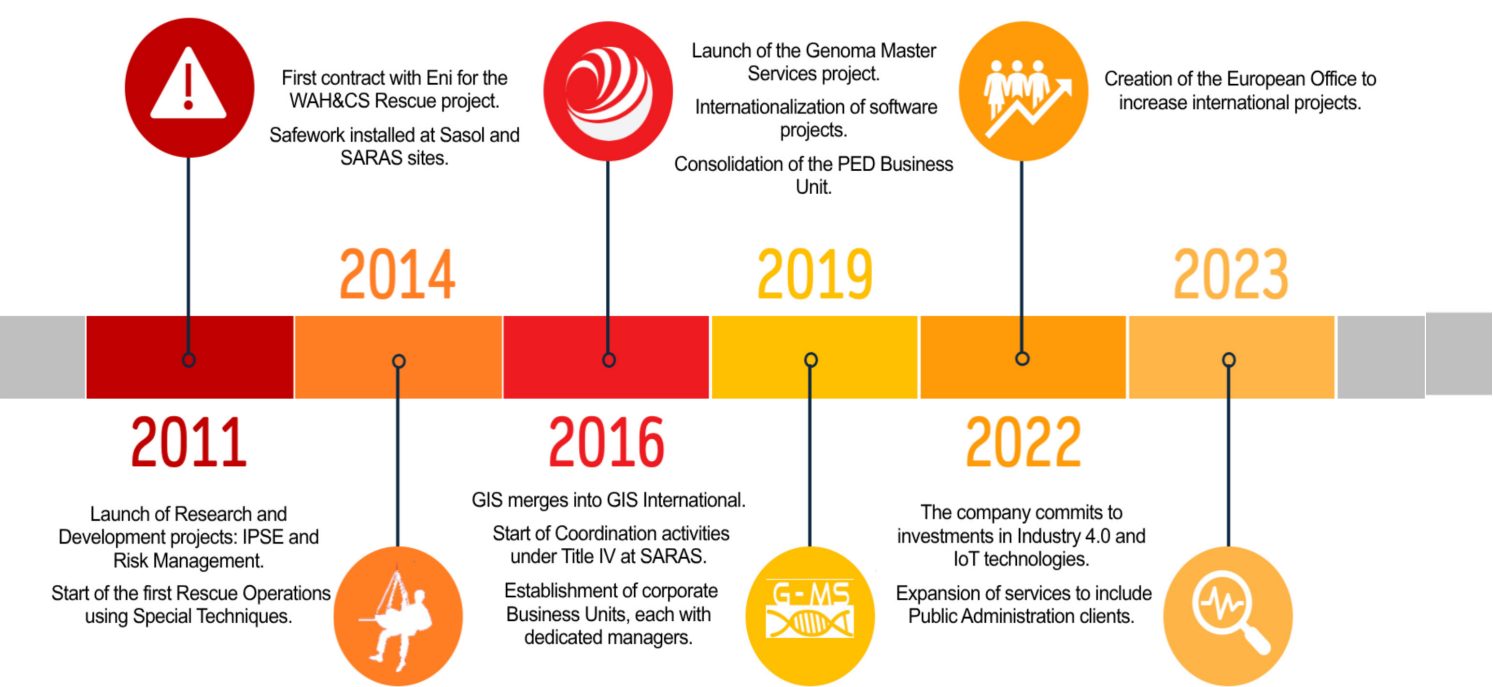 First contract with Eni for the
WAH&CS Rescue project.
Safework installed at Sasol and
SARAS sites.
Launch of the Genoma Master
Services project.
Internationalization of software
projects.
Consolidation of the PED Business
Unit.
Creation of the European Office to
increase international projects.
2014
2019
2023
2011
2016
2022
Launch of Research and
Development projects: IPSE and
Risk Management.
Start of the first Rescue Operations
using Special Techniques.
GIS merges into GIS International.
Start of Coordination activities
under Title IV at SARAS.
Establishment of corporate
Business Units, each with
dedicated managers.
G-MS
The company commits to
investments in Industry 4.0 and
IoT technologies.
Expansion of services to include
Public Administration clients.